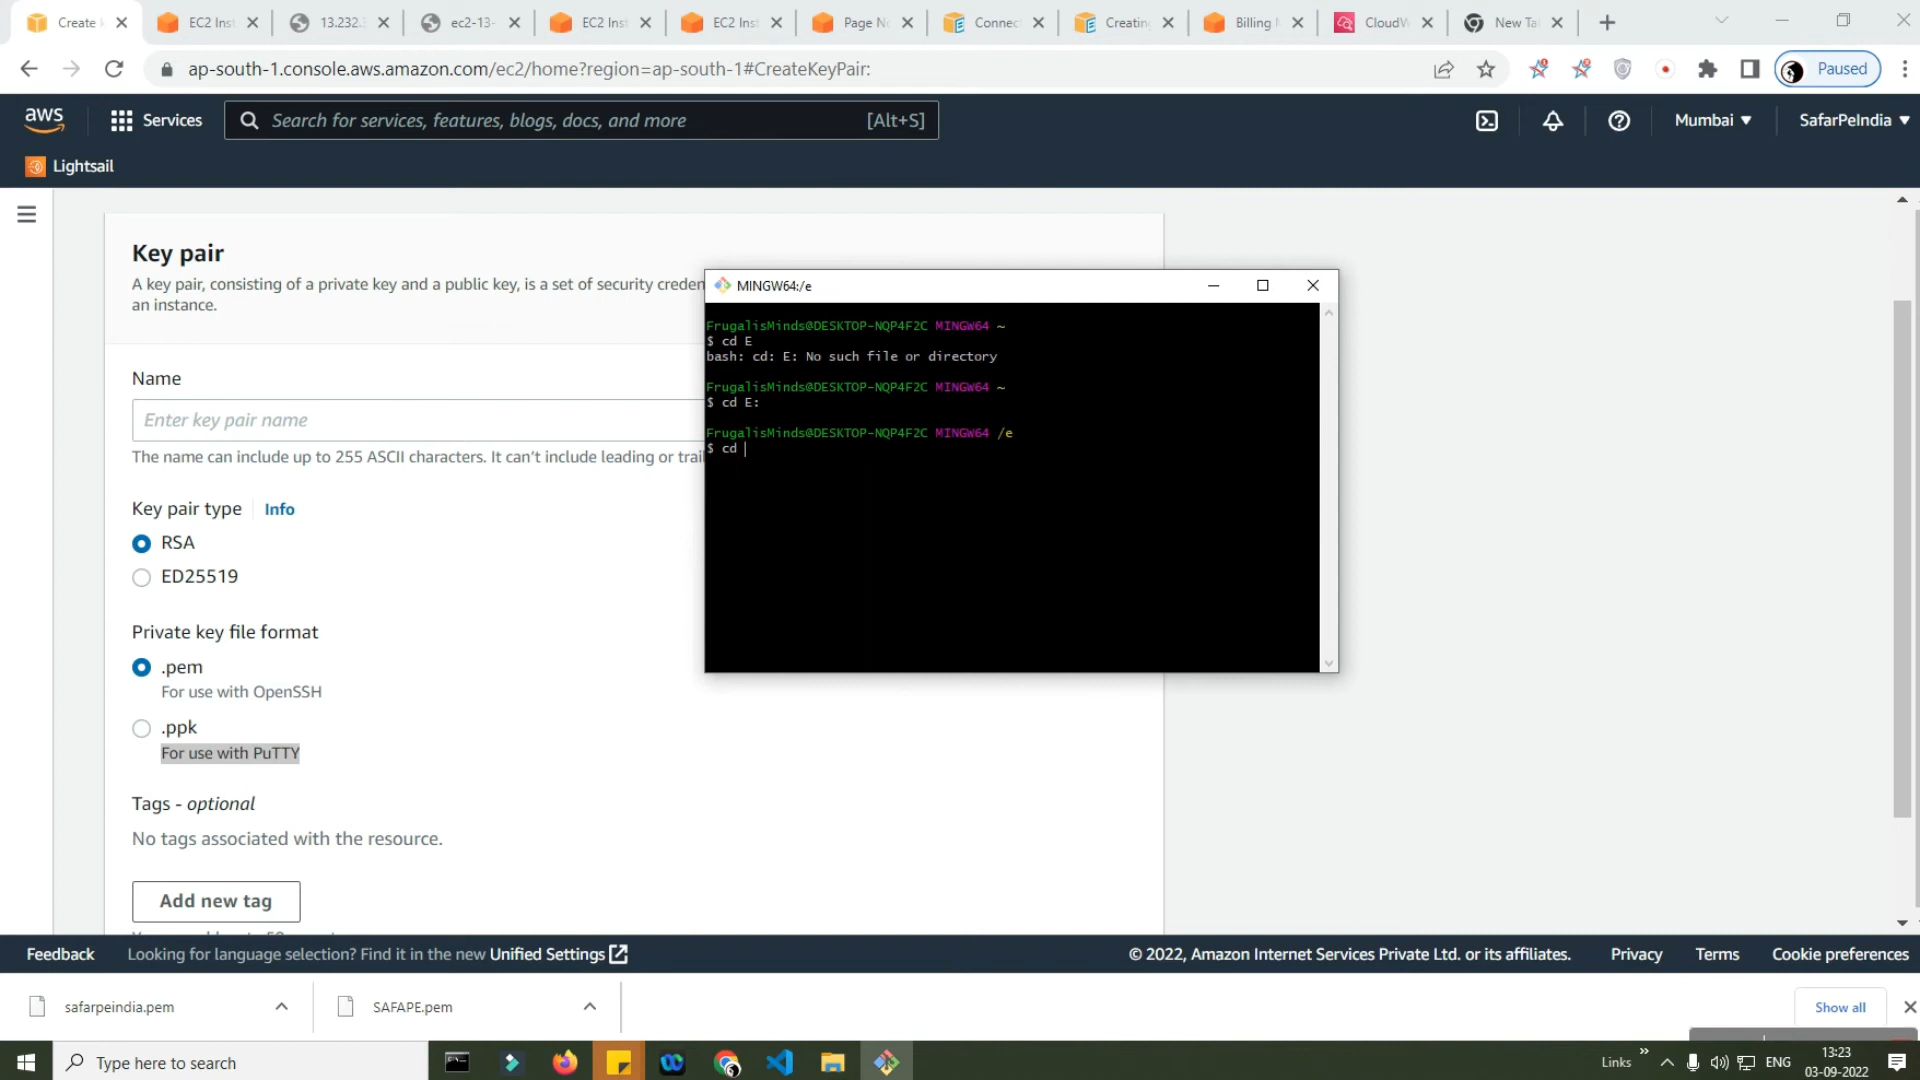 Create k
EC2 Inst
13.232.
ec2-13-
EC2 Inst
EC2 Inst
Page No
Connec
Creating
Billing
CloudW
New Ta
ap-south-1.console.aws.amazon.com/ec2/home?region=ap-south-1#CreateKeyPair:
Paused
aws
Services
Search for services, features, blogs, docs, and more
[Alt+S]
Mumbai
SafarPeIndia
Lightsail
Key pair
A key pair, consisting of a private key and a public key, is a set of security creden
an instance.
Name
Enter key pair name
The name can include up to 255 ASCII characters. It can't include leading or trail
Key pair type
Info
RSA
ED25519
Private key file format
.pem
For use with OpenSSH
.ppk
For use with PuTTY
Tags - optional
No tags associated with the resource.
Add new tag
MINGW64:/e
FrugalisMinds@DESKTOP-NQP4F2C MINGW64 ~
$ cd E
bash: cd: E: No such file or directory
FrugalisMinds@DESKTOP-NQP4F2C MINGW64 ~
$ cd E:
FrugalisMinds@DESKTOP-NQP4F2C MINGW64 /e
$ cd
Feedback
Looking for language selection? Find it in the new Unified Settings
© 2022, Amazon Internet Services Private Ltd. or its affiliates.
Privacy
Terms
Cookie preferences
safarpeindia.pem
SAFAPE.pem
Show all
Type here to search
Links
ENG
13:23
03-09-2022